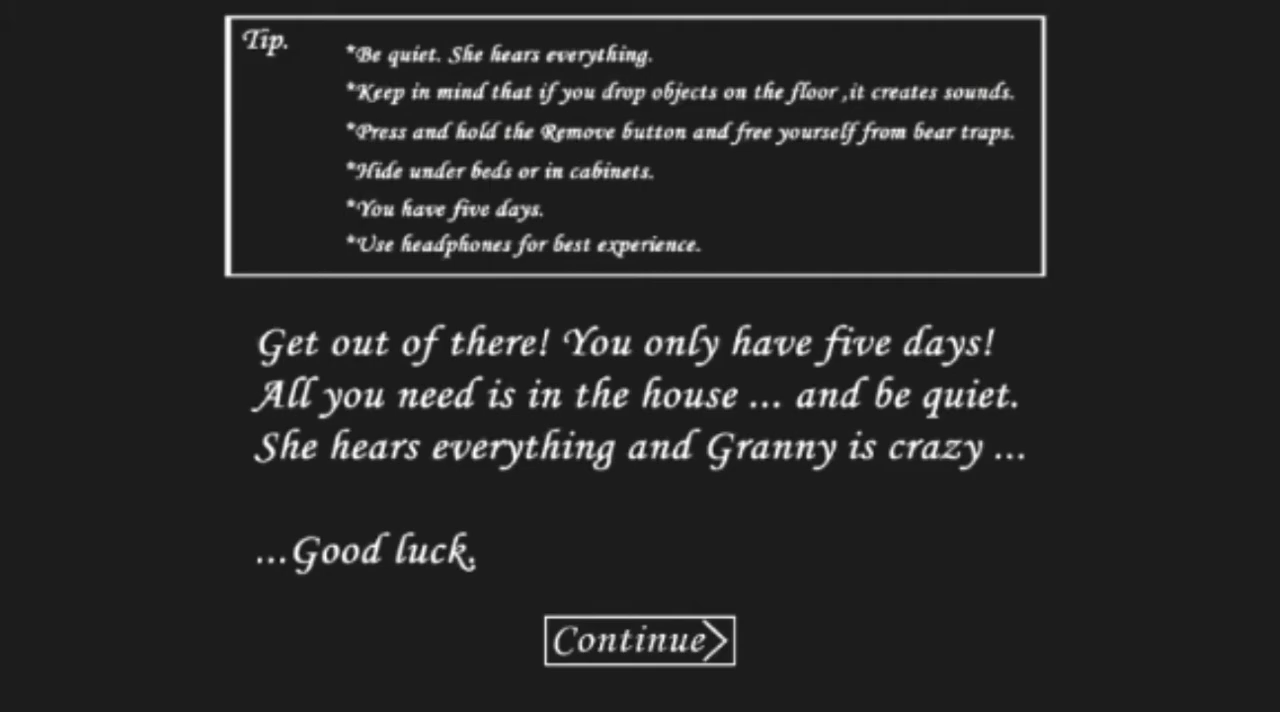 Tip.
*Be quiet. She hears everything.
*Keep in mind that if you drop objects on the floor ,it creates sounds.
*Press and hold the Remove button and free yourself from bear traps.
*Hide under beds or in cabinets.
*You have five days.
*Use headphones for best experience.
Get out of there! You only have five days!
All you need is in the house ... and be quiet.
She hears everything and Granny is crazy ...
...Good luck.
Continue>